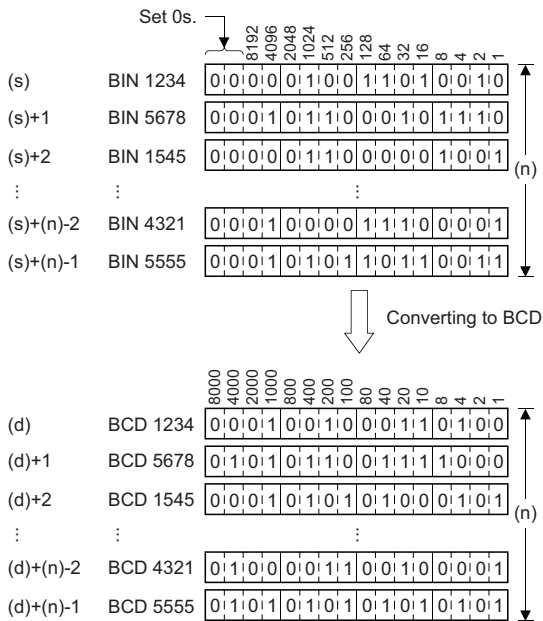 Set 0s.
8192 4096 2048 1024 512 256 128 64 32 16 8 4 2 1
(s) BIN 1234 0 0 0 0 0 1 0 0 1 1 0 1 0 0 1 0
(s)+1 BIN 5678 0 0 0 1 0 1 1 0 0 0 1 0 1 1 1 0
(s)+2 BIN 1545 0 0 0 0 0 1 1 0 0 0 0 0 1 0 0 1
(n)
⋮ ⋮ ⋮
(s)+(n)-2 BIN 4321 0 0 0 1 0 0 0 0 1 1 1 0 0 0 0 1
(s)+(n)-1 BIN 5555 0 0 0 1 0 1 0 1 1 0 1 1 0 0 1 1
Converting to BCD
8000 4000 2000 1000 800 400 200 100 80 40 20 10 8 4 2 1
(d) BCD 1234 0 0 0 1 0 0 1 0 0 0 1 1 0 1 0 0
(d)+1 BCD 5678 0 1 0 1 0 1 1 0 0 1 1 1 1 0 0 0
(d)+2 BCD 1545 0 0 0 1 0 1 0 1 0 1 0 0 0 1 0 1
(n)
⋮ ⋮ ⋮
(d)+(n)-2 BCD 4321 0 1 0 0 0 0 1 1 0 0 1 0 0 0 0 1
(d)+(n)-1 BCD 5555 0 1 0 1 0 1 0 1 0 1 0 1 0 1 0 1